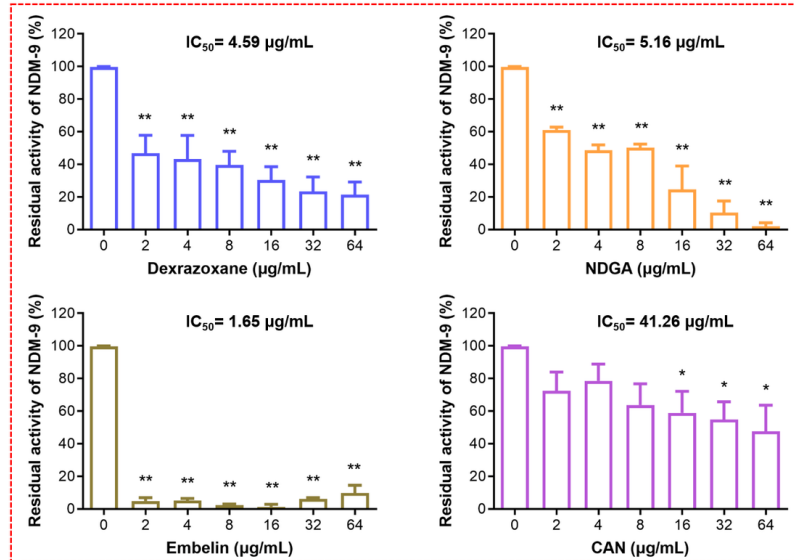 Residual activity of NDM-9 (%)
IC50= 4.59 µg/mL
120
100
80
60
40
20
0
** ** ** ** ** **
0 2 4 8 16 32 64
Dexrazoxane (µg/mL)
Residual activity of NDM-9 (%)
IC50= 5.16 µg/mL
120
100
80
60
40
20
0
** ** ** ** ** **
0 2 4 8 16 32 64
NDGA (µg/mL)
Residual activity of NDM-9 (%)
IC50= 1.65 µg/mL
120
100
80
60
40
20
0
** ** ** ** ** **
0 2 4 8 16 32 64
Embelin (µg/mL)
Residual activity of NDM-9 (%)
IC50= 41.26 µg/mL
120
100
80
60
40
20
0
* * *
0 2 4 8 16 32 64
CAN (µg/mL)